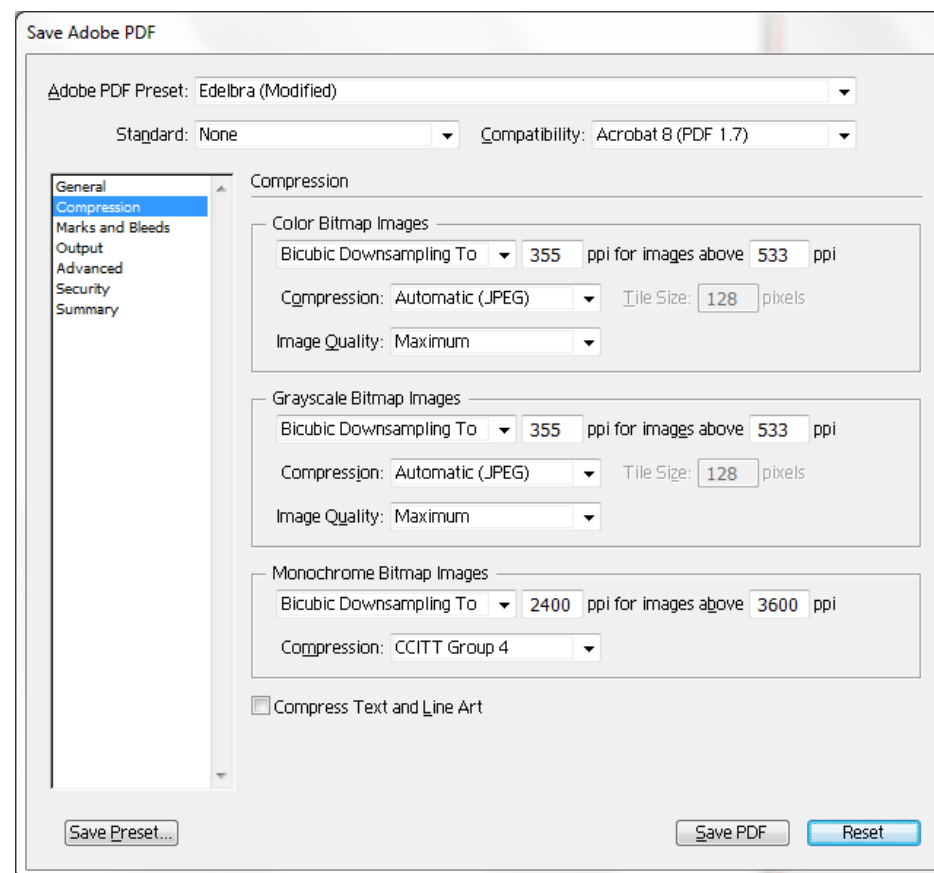 Save Adobe PDF
Adobe PDF Preset: Edelbra (Modified)
Standard: None Compatibility: Acrobat 8 (PDF 1.7)
General
Compression
Marks and Bleeds
Output
Advanced
Security
Summary
Compression
Color Bitmap Images
Bicubic Downsampling To 355 ppi for images above 533 ppi
Compression: Automatic (JPEG) Tile Size: 128 pixels
Image Quality: Maximum
Grayscale Bitmap Images
Bicubic Downsampling To 355 ppi for images above 533 ppi
Compression: Automatic (JPEG) Tile Size: 128 pixels
Image Quality: Maximum
Monochrome Bitmap Images
Bicubic Downsampling To 2400 ppi for images above 3600 ppi
Compression: CCITT Group 4
Compress Text and Line Art
Save Preset... Save PDF Reset